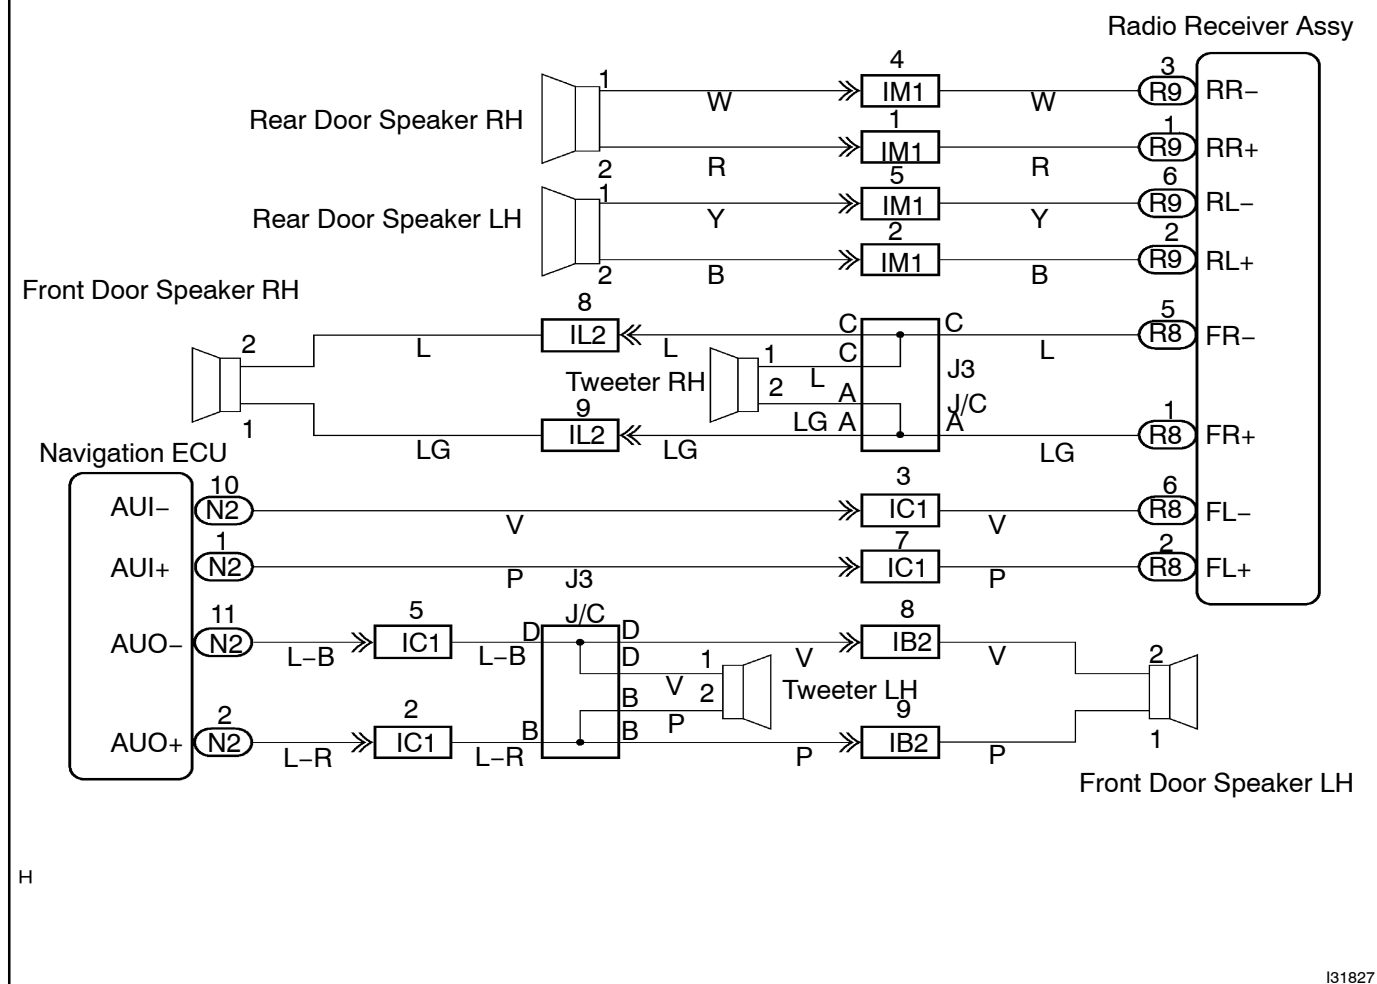 Radio Receiver Assy
Rear Door Speaker RH
1 W 4 IM1 W 3 R9 RR−
2 R 1 IM1 R 1 R9 RR+
Rear Door Speaker LH
1 Y 5 IM1 Y 6 R9 RL−
2 B 2 IM1 B 2 R9 RL+
Front Door Speaker RH
2 L 8 IL2 L C C L 5 R8 FR−
Tweeter RH
1 L C
2 LG A
J3
J/C
1 LG 9 IL2 LG A A LG 1 R8 FR+
Navigation ECU
AUI− 10 N2 V 3 IC1 V 6 R8 FL−
AUI+ 1 N2 P 7 IC1 P 2 R8 FL+
J3
J/C
AUO− 11 N2 L−B 5 IC1 L−B D D V 8 IB2 V 2
D V 1
B P 2
Tweeter LH
AUO+ 2 N2 L−R 2 IC1 L−R B B P 9 IB2 P 1
Front Door Speaker LH
H
I31827